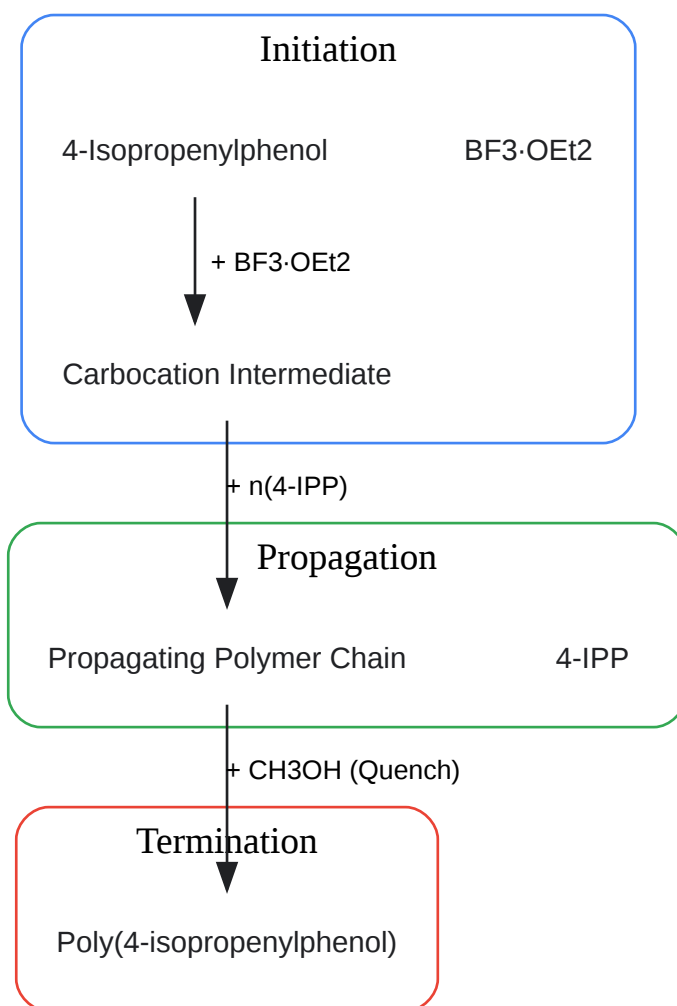 Initiation
4-Isopropenylphenol BF3·OEt2
+ BF3·OEt2
Carbocation Intermediate
+ n(4-IPP)
Propagation
Propagating Polymer Chain 4-IPP
+ CH3OH (Quench)
Termination
Poly(4-isopropenylphenol)